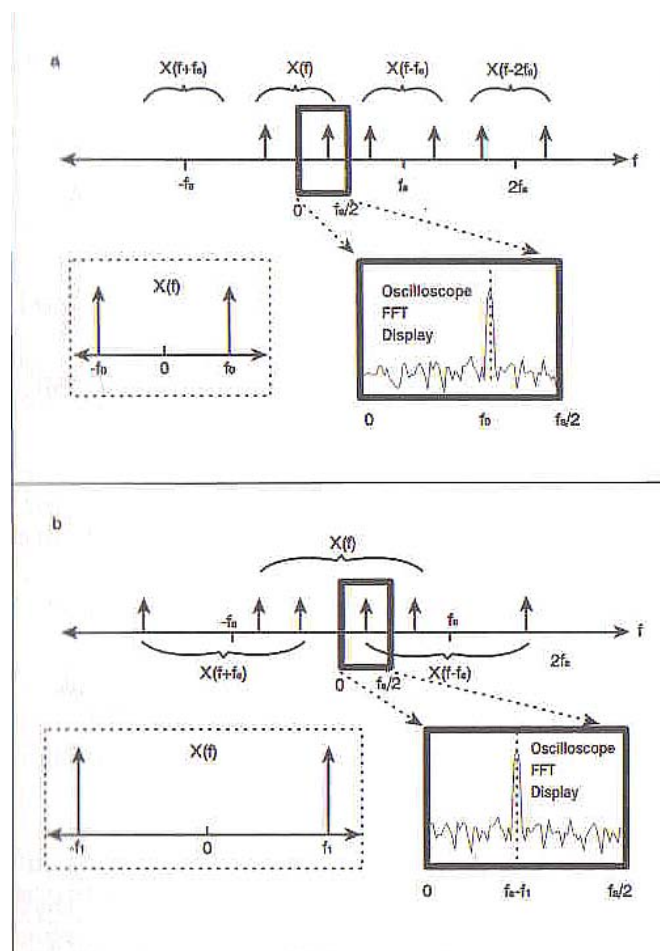 a
X(f+fs) X(f) X(f-fs) X(f-2fs)
f
-fs 0 fs/2 fs 2fs
X(f)
-f0 0 f0
Oscilloscope
FFT
Display
0 f0 fs/2
b
X(f)
-fs fs f
X(f+fs) 0 fs/2 X(f-fs) 2fs
X(f)
-f1 0 f1
Oscilloscope
FFT
Display
0 fs-f1 fs/2